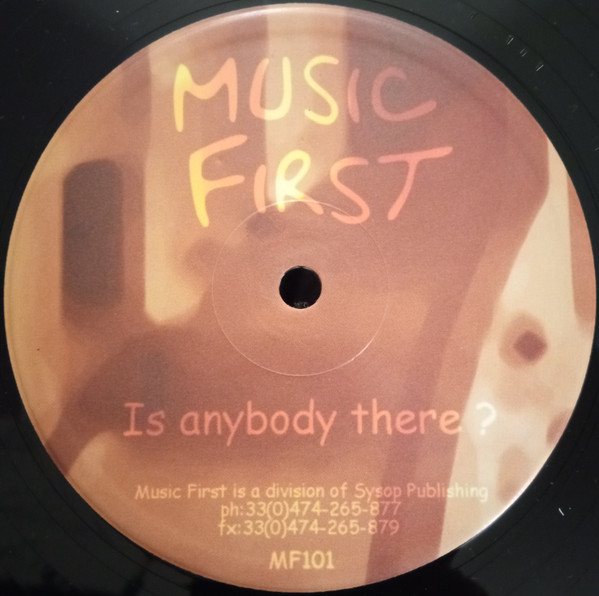 MUSIC
FIRST
Is anybody there ?
Music First is a division of Sysop Publishing
ph:33(0)474-265-877
fx:33(0)474-265-879
MF101